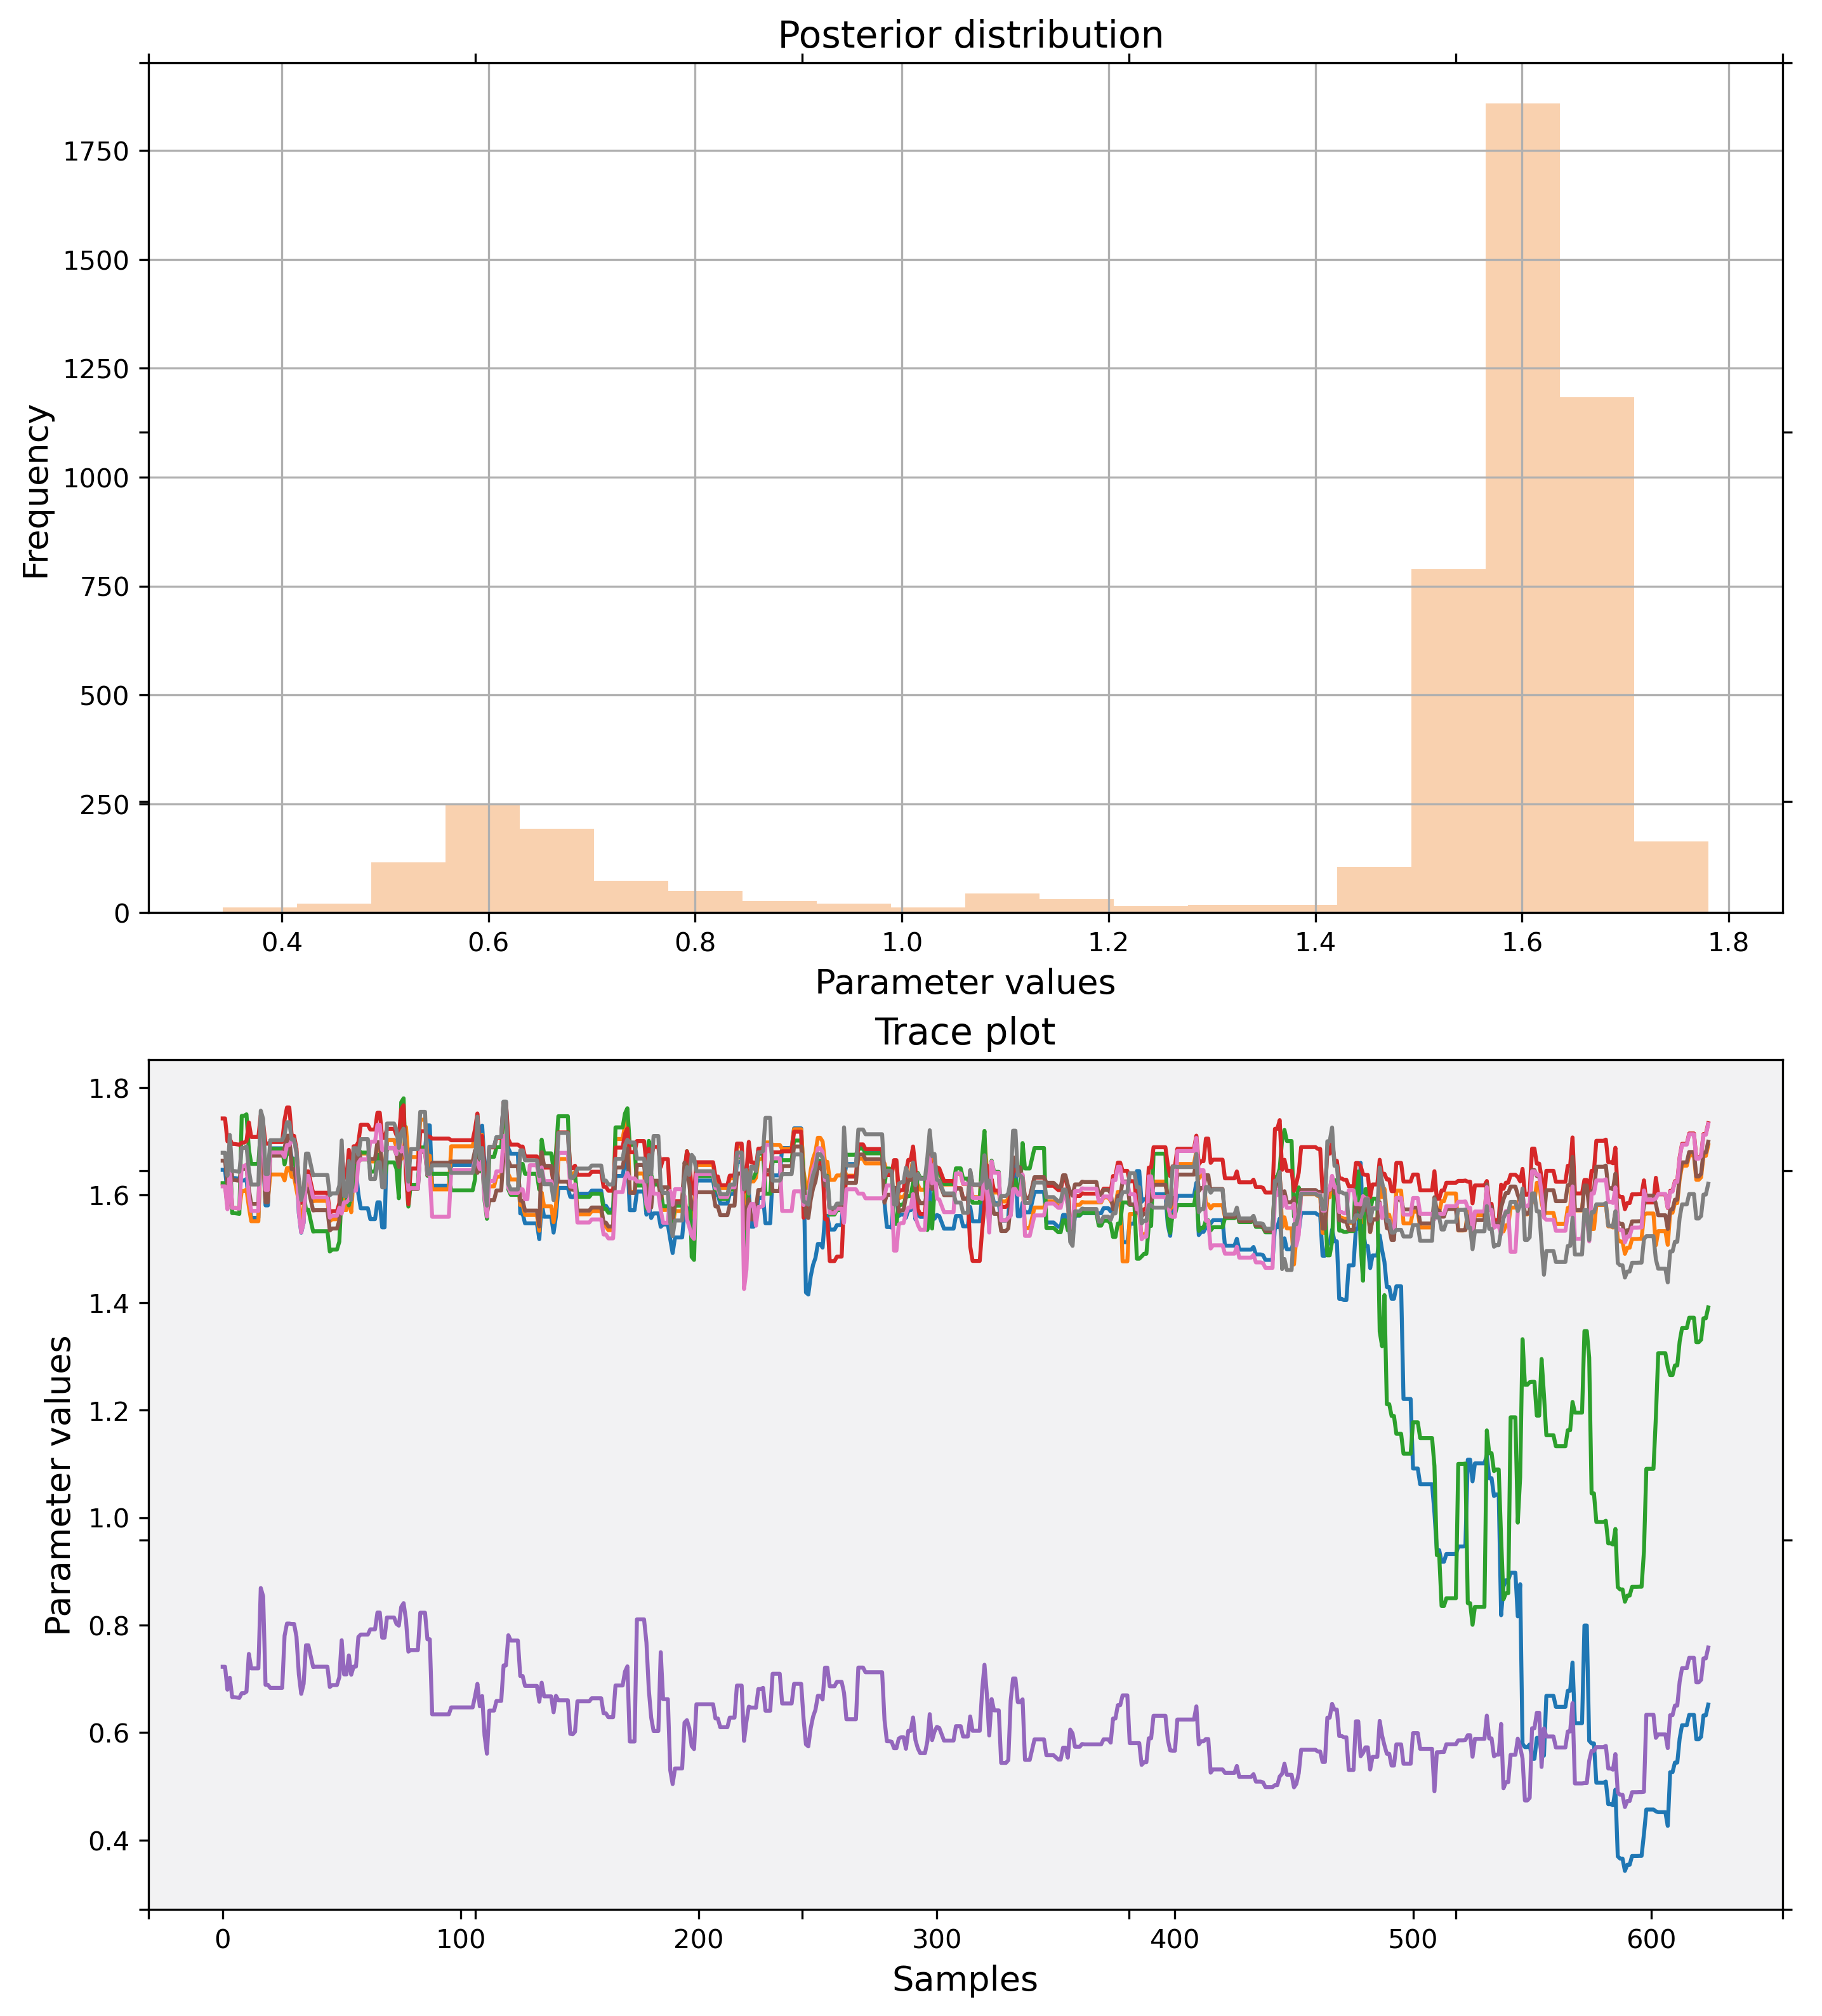 Posterior distribution
1750
1500
1250
1000
750
500
250
0
Frequency
0.4 0.6 0.8 1.0 1.2 1.4 1.6 1.8
Parameter values
Trace plot
1.8
1.6
1.4
1.2
1.0
0.8
0.6
0.4
Parameter values
0 100 200 300 400 500 600
Samples